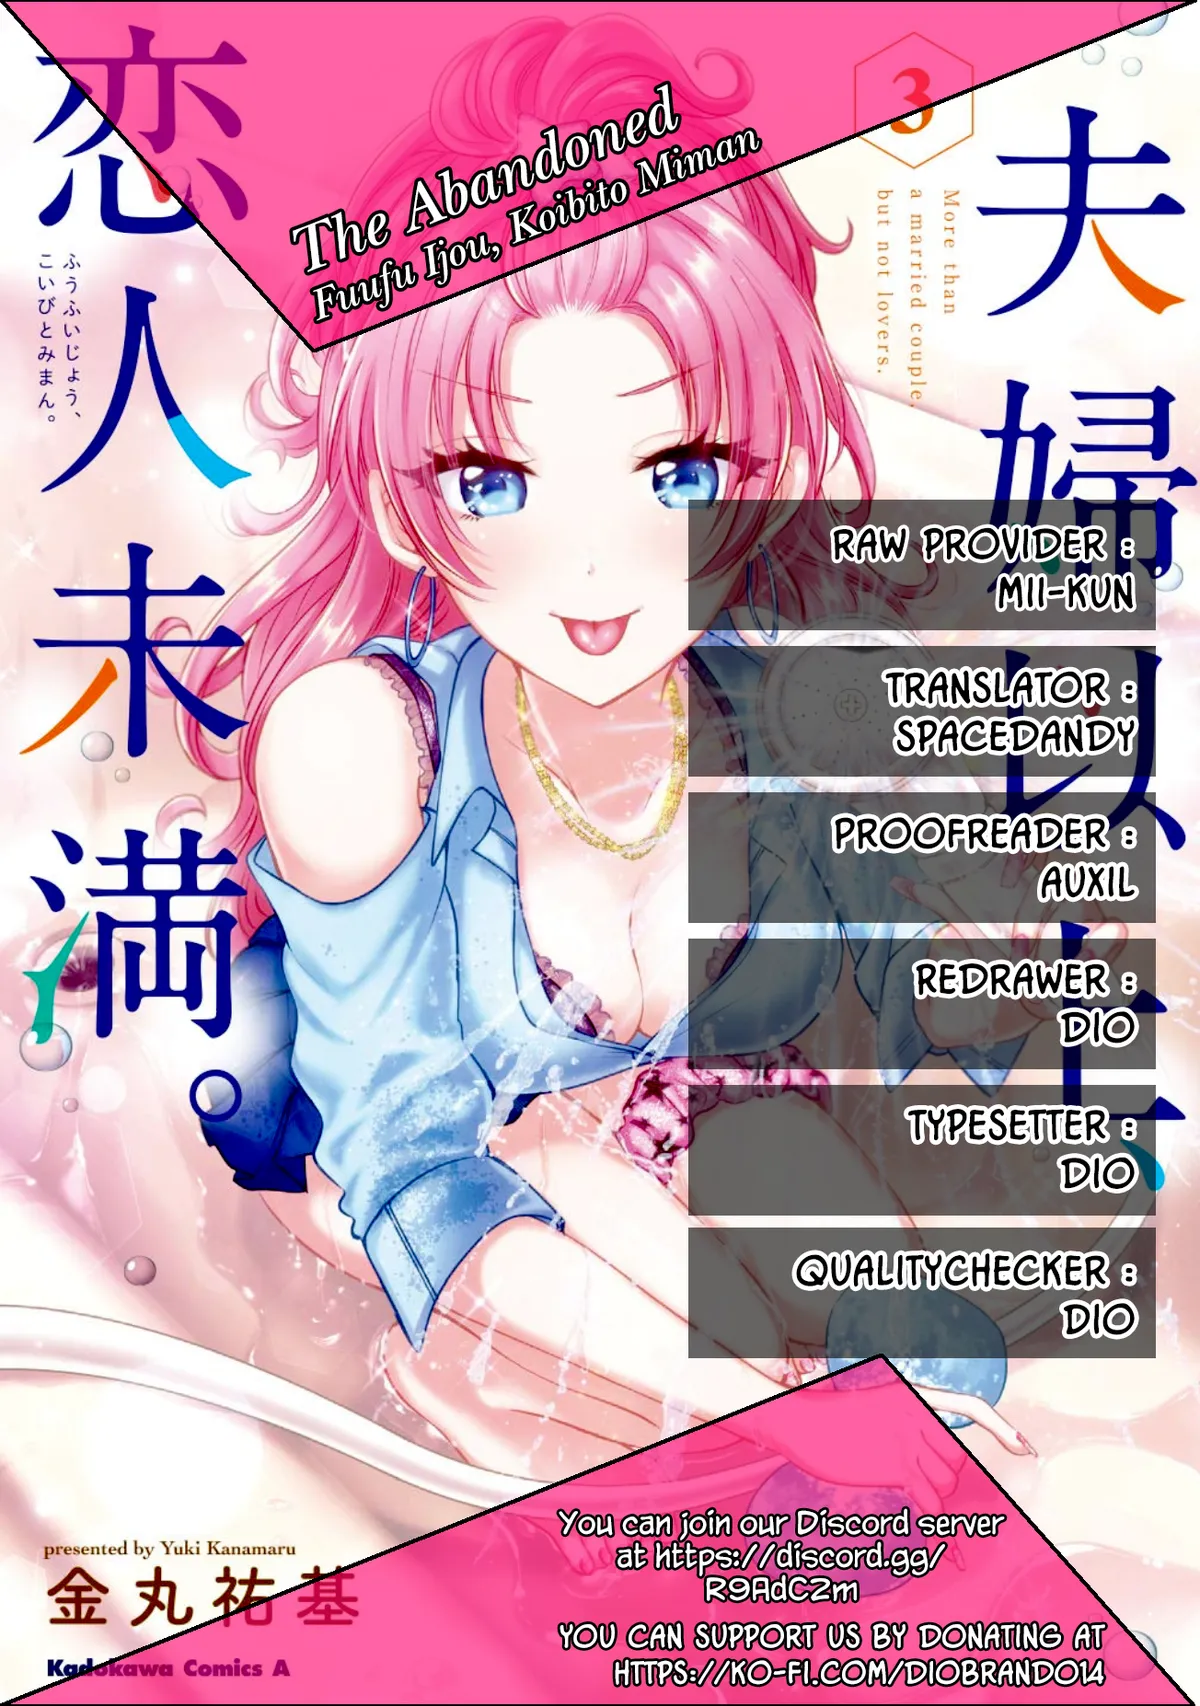 The Abandoned
Fuufu Ijou, Koibito Miman
3
夫婦以上、
恋人未満。
More than
a married couple,
but not lovers.
ふうふいじょう、
こいびとみまん。
RAW PROVIDER :
MII-KUN
TRANSLATOR :
SPACEDANDY
PROOFREADER :
AUXIL
REDRAWER :
DIO
TYPESETTER :
DIO
QUALITYCHECKER :
DIO
presented by Yuki Kanamaru
金丸祐基
Kadokawa Comics A
You can join our Discord server
at https://discord.gg/
R9AdCZm
YOU CAN SUPPORT US BY DONATING AT
HTTPS://KO-FI.COM/DIOBRANDO14